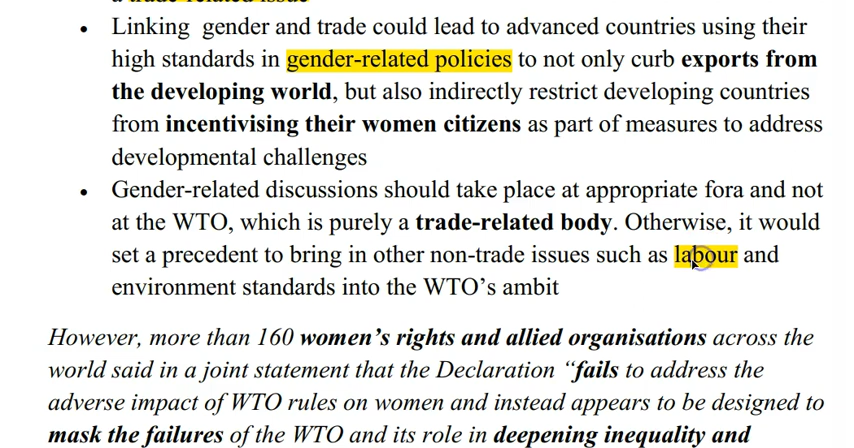 a trade-related issue
• Linking gender and trade could lead to advanced countries using their
high standards in gender-related policies to not only curb exports from
the developing world, but also indirectly restrict developing countries
from incentivising their women citizens as part of measures to address
developmental challenges
• Gender-related discussions should take place at appropriate fora and not
at the WTO, which is purely a trade-related body. Otherwise, it would
set a precedent to bring in other non-trade issues such as labour and
environment standards into the WTO's ambit
However, more than 160 women's rights and allied organisations across the
world said in a joint statement that the Declaration "fails to address the
adverse impact of WTO rules on women and instead appears to be designed to
mask the failures of the WTO and its role in deepening inequality and